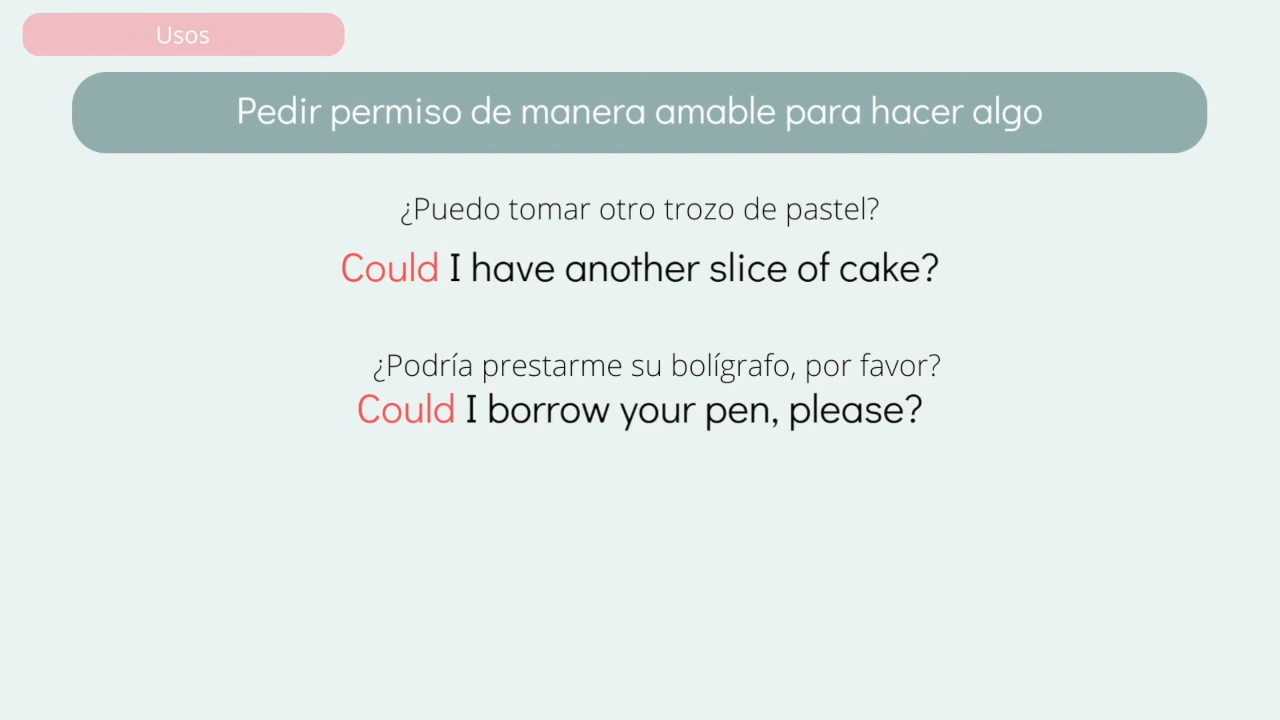 Usos
Pedir permiso de manera amable para hacer algo
¿Puedo tomar otro trozo de pastel?
Could I have another slice of cake?
¿Podría prestarme su bolígrafo, por favor?
Could I borrow your pen, please?